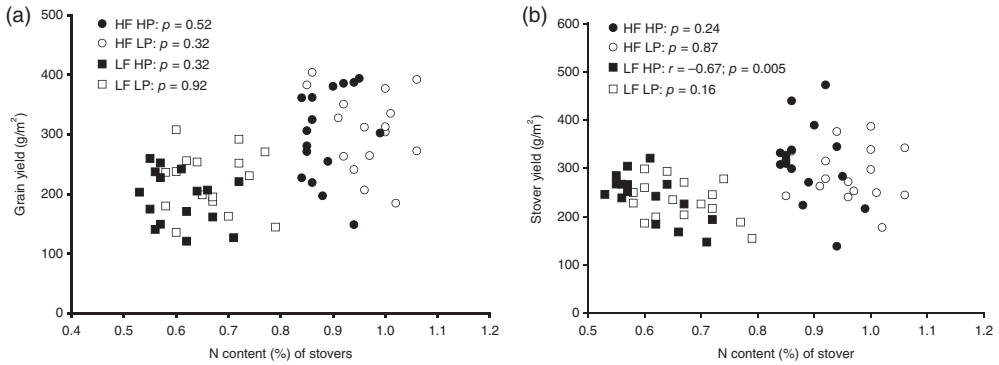 (a)
500
400
300
200
100
0
Grain yield (g/m²)
HF HP: p = 0.52
HF LP: p = 0.32
LF HP: p = 0.32
LF LP: p = 0.92
0.4 0.5 0.6 0.7 0.8 0.9 1.0 1.1 1.2
N content (%) of stovers
(b)
600
500
400
300
200
100
0
Stover yield (g/m²)
HF HP: p = 0.24
HF LP: p = 0.87
LF HP: r = –0.67; p = 0.005
LF LP: p = 0.16
0.5 0.6 0.7 0.8 0.9 1.0 1.1 1.2
N content (%) of stover